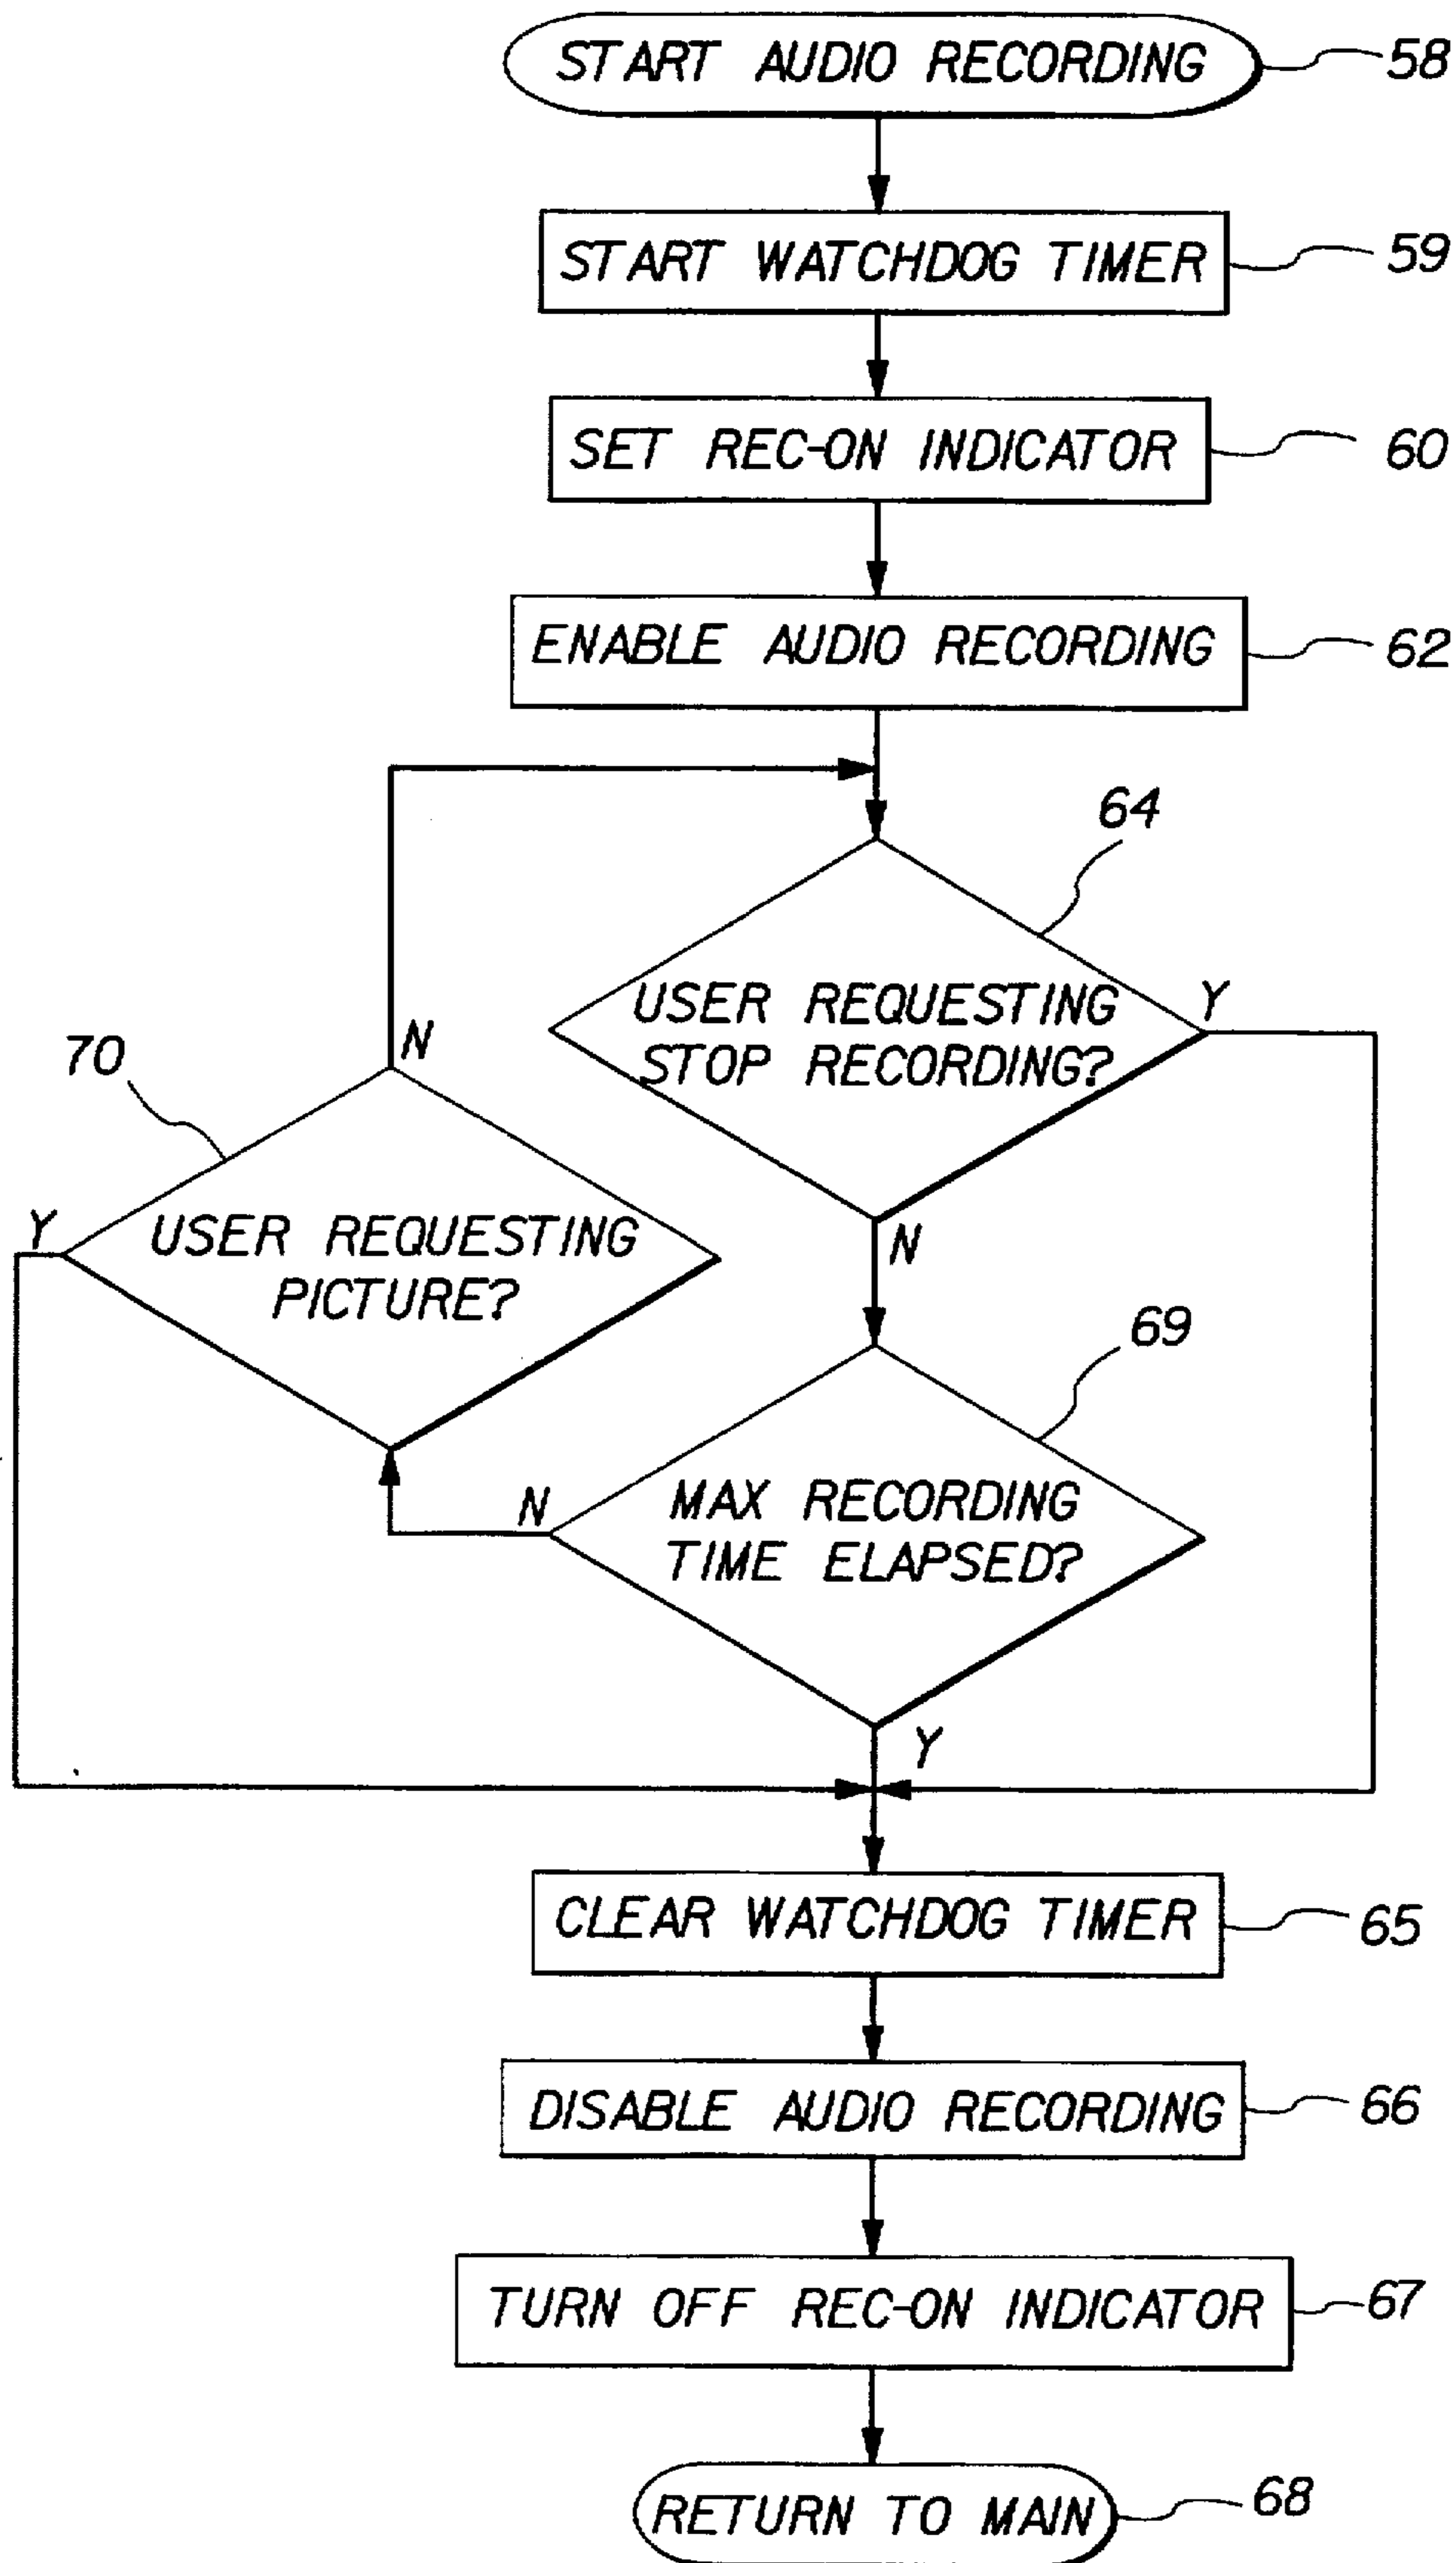 START AUDIO RECORDING 58
START WATCHDOG TIMER 59
SET REC-ON INDICATOR 60
ENABLE AUDIO RECORDING 62
64
USER REQUESTING
STOP RECORDING?
Y
N
70
N
USER REQUESTING
PICTURE?
Y
69
MAX RECORDING
TIME ELAPSED?
N
Y
CLEAR WATCHDOG TIMER 65
DISABLE AUDIO RECORDING 66
TURN OFF REC-ON INDICATOR 67
RETURN TO MAIN 68